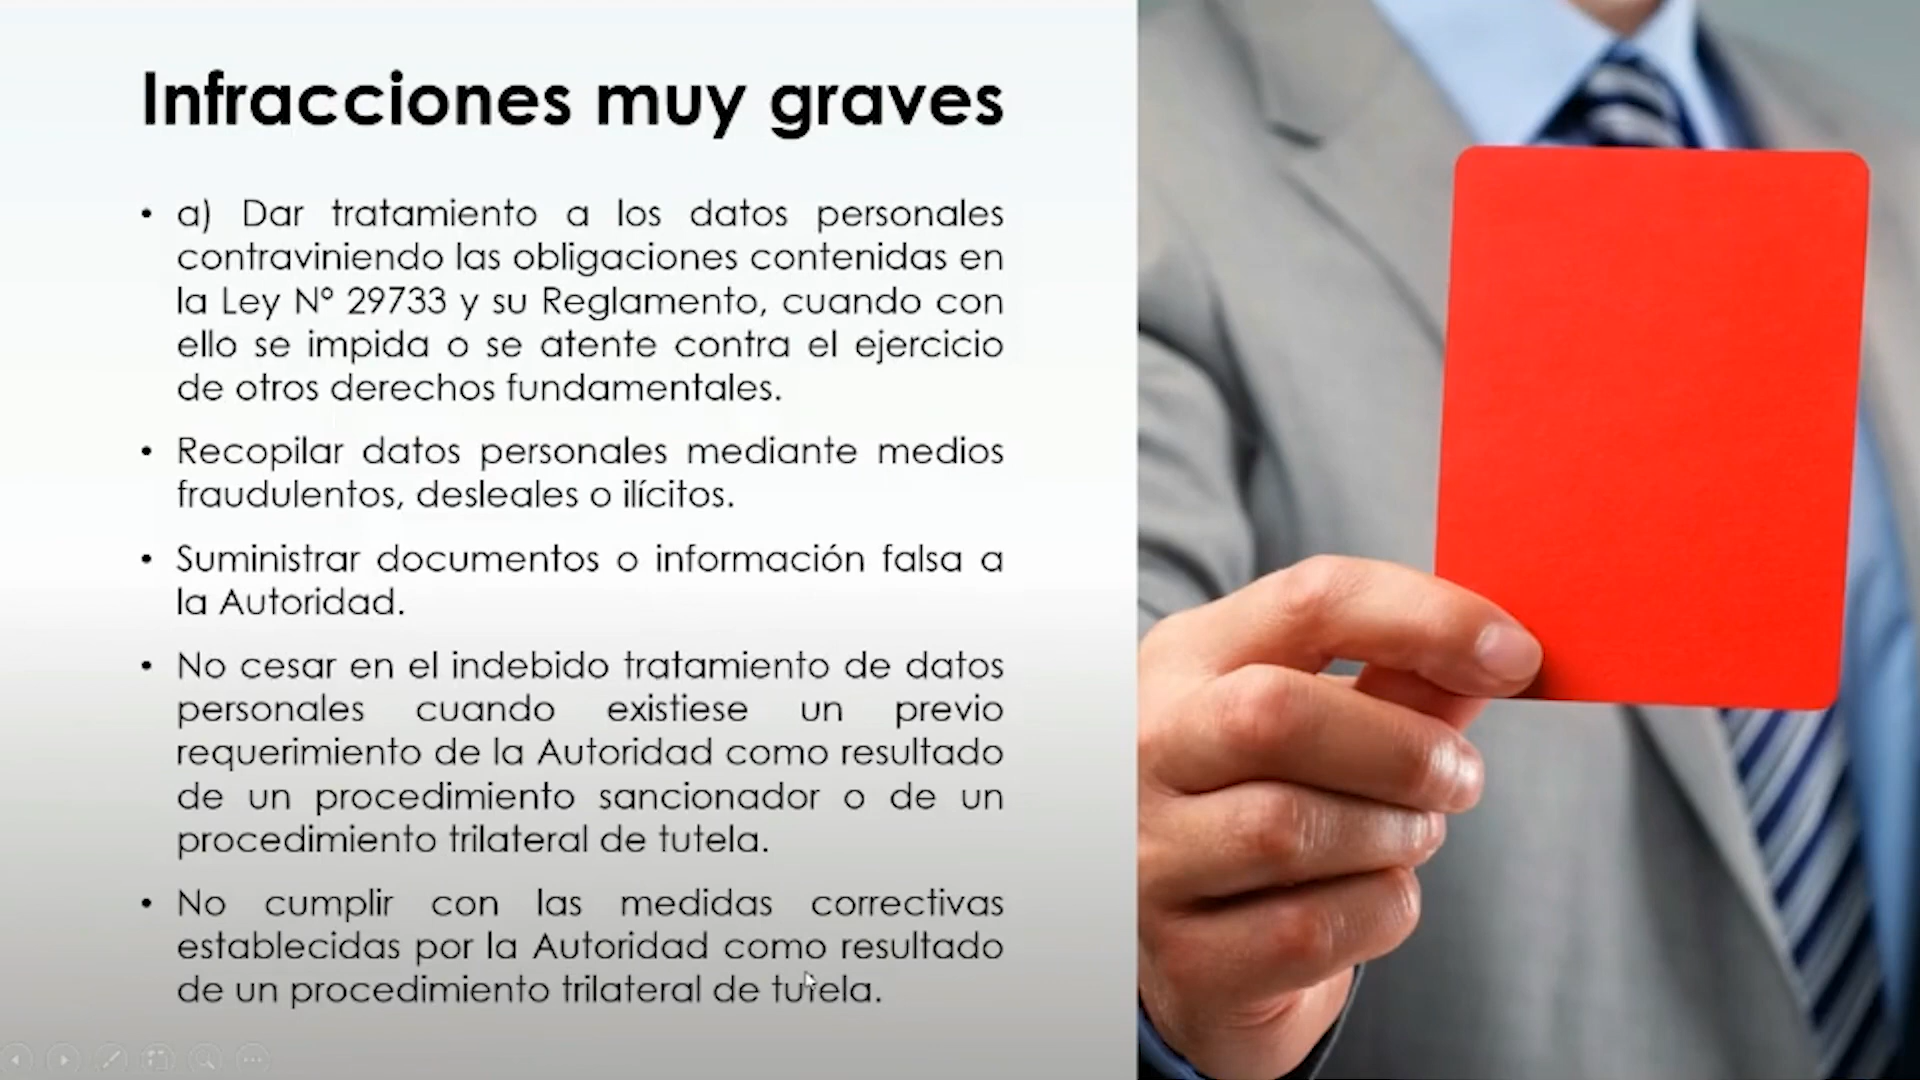 Infracciones muy graves
• a) Dar tratamiento a los datos personales
contraviniendo las obligaciones contenidas en
la Ley Nº 29733 y su Reglamento, cuando con
ello se impida o se atente contra el ejercicio
de otros derechos fundamentales.
• Recopilar datos personales mediante medios
fraudulentos, desleales o ilícitos.
• Suministrar documentos o información falsa a
la Autoridad.
• No cesar en el indebido tratamiento de datos
personales cuando existiese un previo
requerimiento de la Autoridad como resultado
de un procedimiento sancionador o de un
procedimiento trilateral de tutela.
• No cumplir con las medidas correctivas
establecidas por la Autoridad como resultado
de un procedimiento trilateral de tutela.